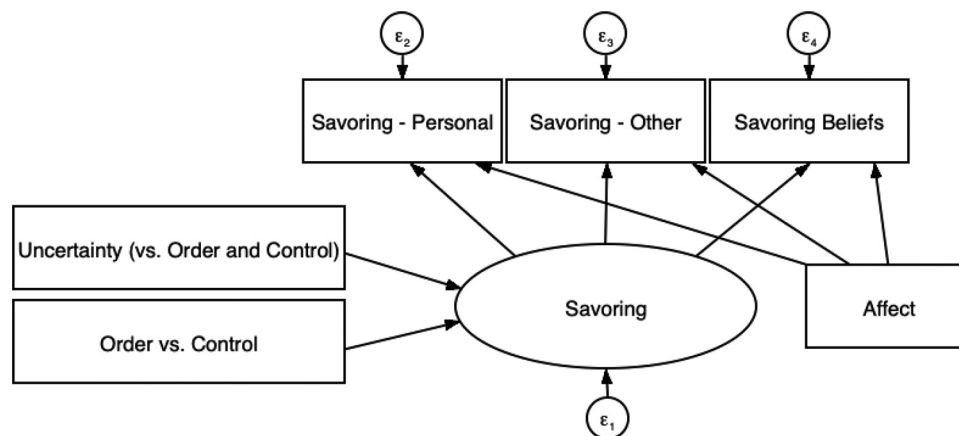 ε2 ε3 ε4
Savoring - Personal Savoring - Other Savoring Beliefs
Uncertainty (vs. Order and Control)
Order vs. Control
Savoring
Affect
ε1